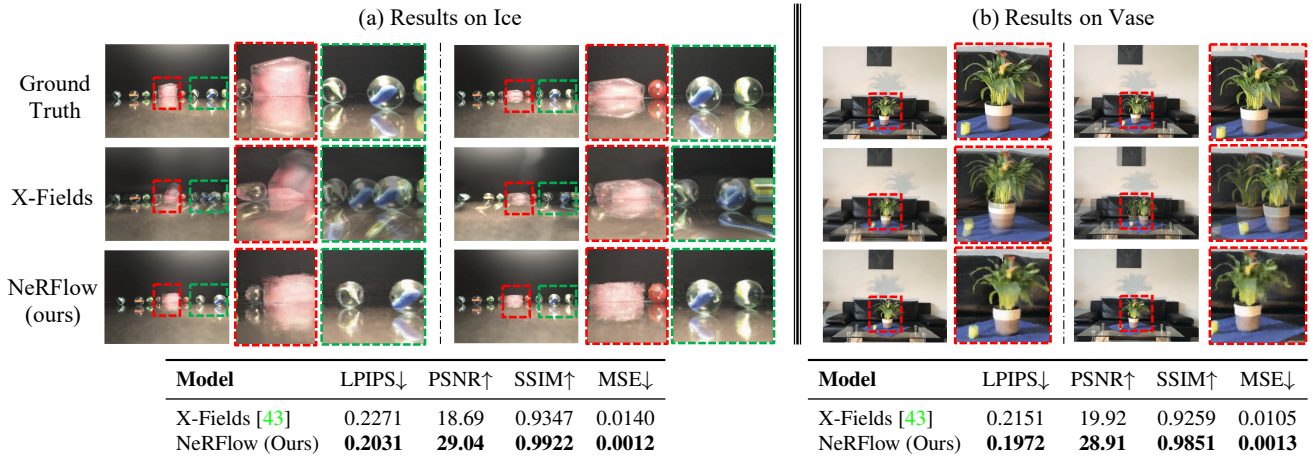 (a) Results on Ice
(b) Results on Vase
Ground
Truth
X-Fields
NeRFlow
(ours)
Model LPIPS↓ PSNR↑ SSIM↑ MSE↓
X-Fields [43] 0.2271 18.69 0.9347 0.0140
NeRFlow (Ours) 0.2031 29.04 0.9922 0.0012
Model LPIPS↓ PSNR↑ SSIM↑ MSE↓
X-Fields [43] 0.2151 19.92 0.9259 0.0105
NeRFlow (Ours) 0.1972 28.91 0.9851 0.0013